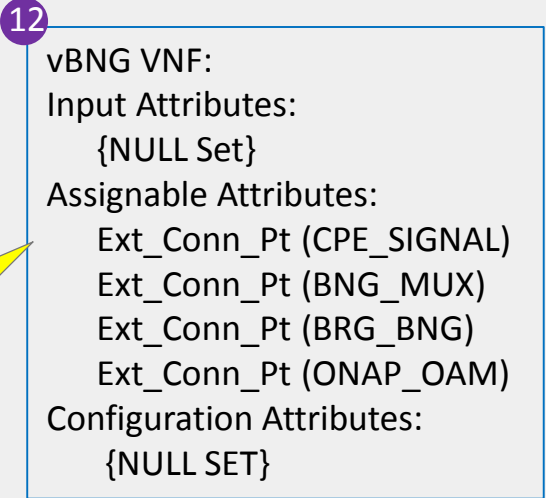 12
vBNG VNF:
Input Attributes:
{NULL Set}
Assignable Attributes:
Ext_Conn_Pt (CPE_SIGNAL)
Ext_Conn_Pt (BNG_MUX)
Ext_Conn_Pt (BRG_BNG)
Ext_Conn_Pt (ONAP_OAM)
Configuration Attributes:
{NULL SET}